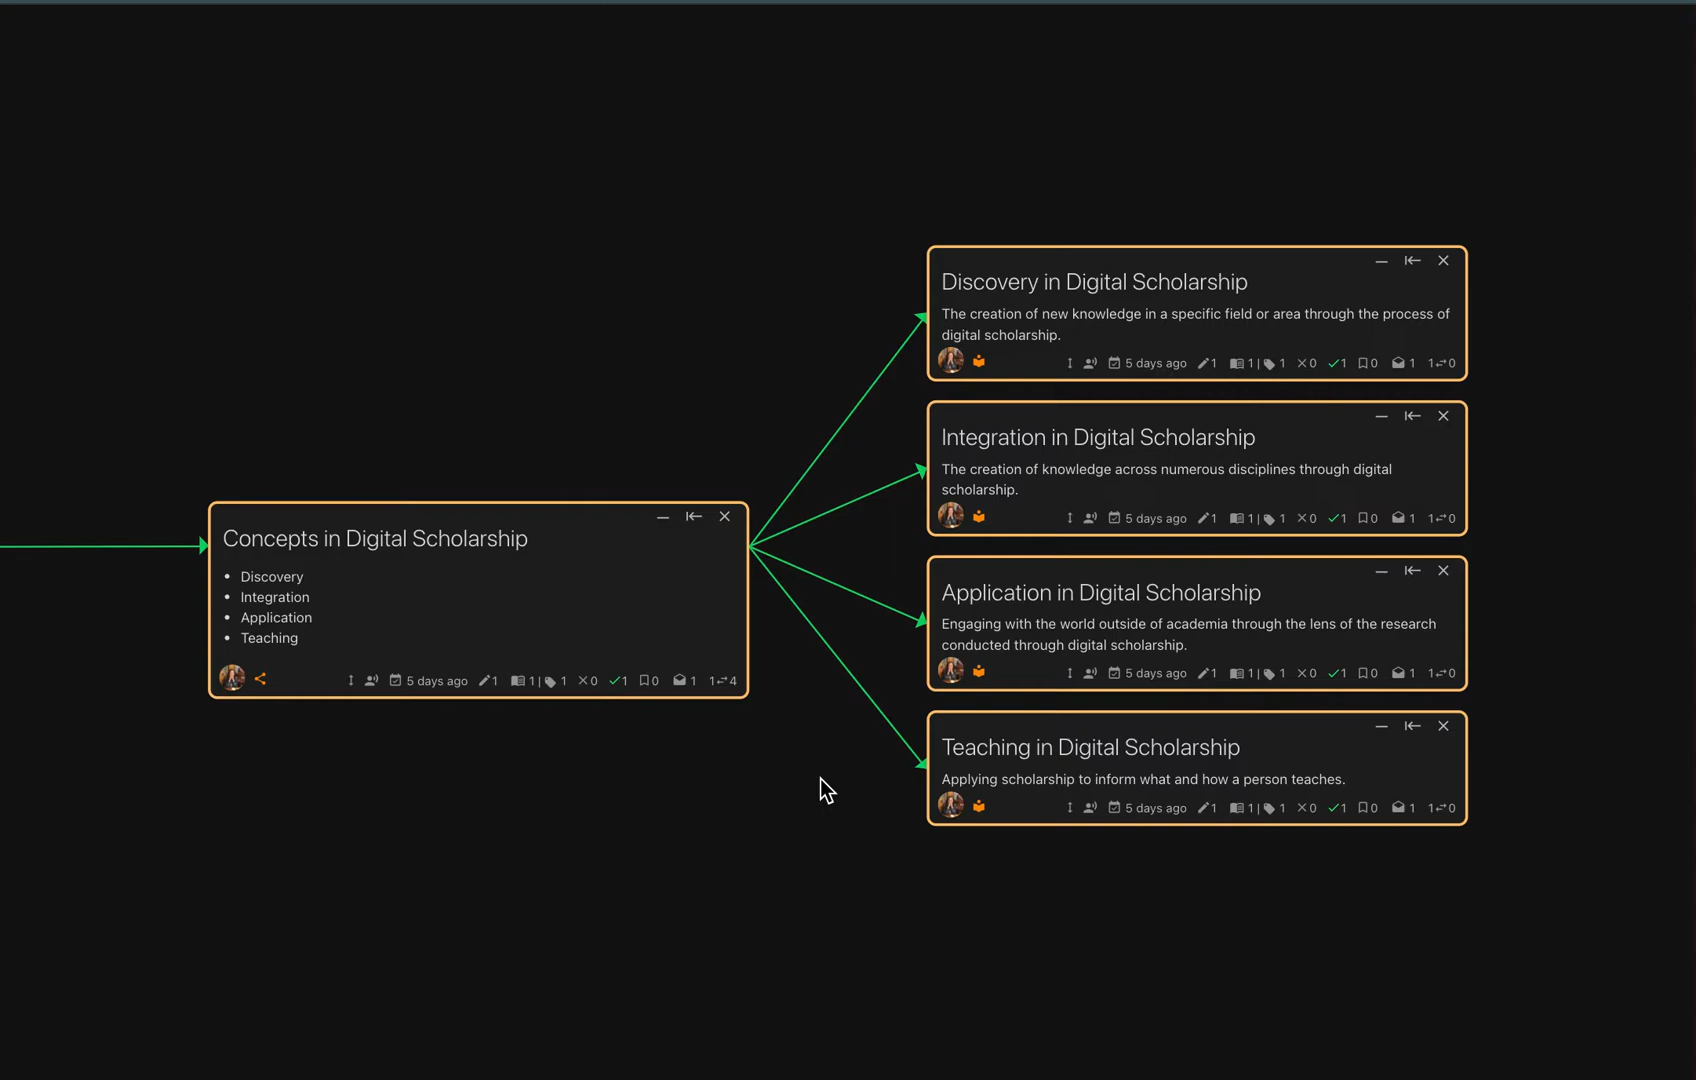 Concepts in Digital Scholarship
Discovery
Integration
Application
Teaching
5 days ago 1 1 | 1 0 1 0 1 1 4
Discovery in Digital Scholarship
The creation of new knowledge in a specific field or area through the process of
digital scholarship.
5 days ago 1 1 | 1 0 1 0 1 1 0
Integration in Digital Scholarship
The creation of knowledge across numerous disciplines through digital
scholarship.
5 days ago 1 1 | 1 0 1 0 1 1 0
Application in Digital Scholarship
Engaging with the world outside of academia through the lens of the research
conducted through digital scholarship.
5 days ago 1 1 | 1 0 1 0 1 1 0
Teaching in Digital Scholarship
Applying scholarship to inform what and how a person teaches.
5 days ago 1 1 | 1 0 1 0 1 1 0